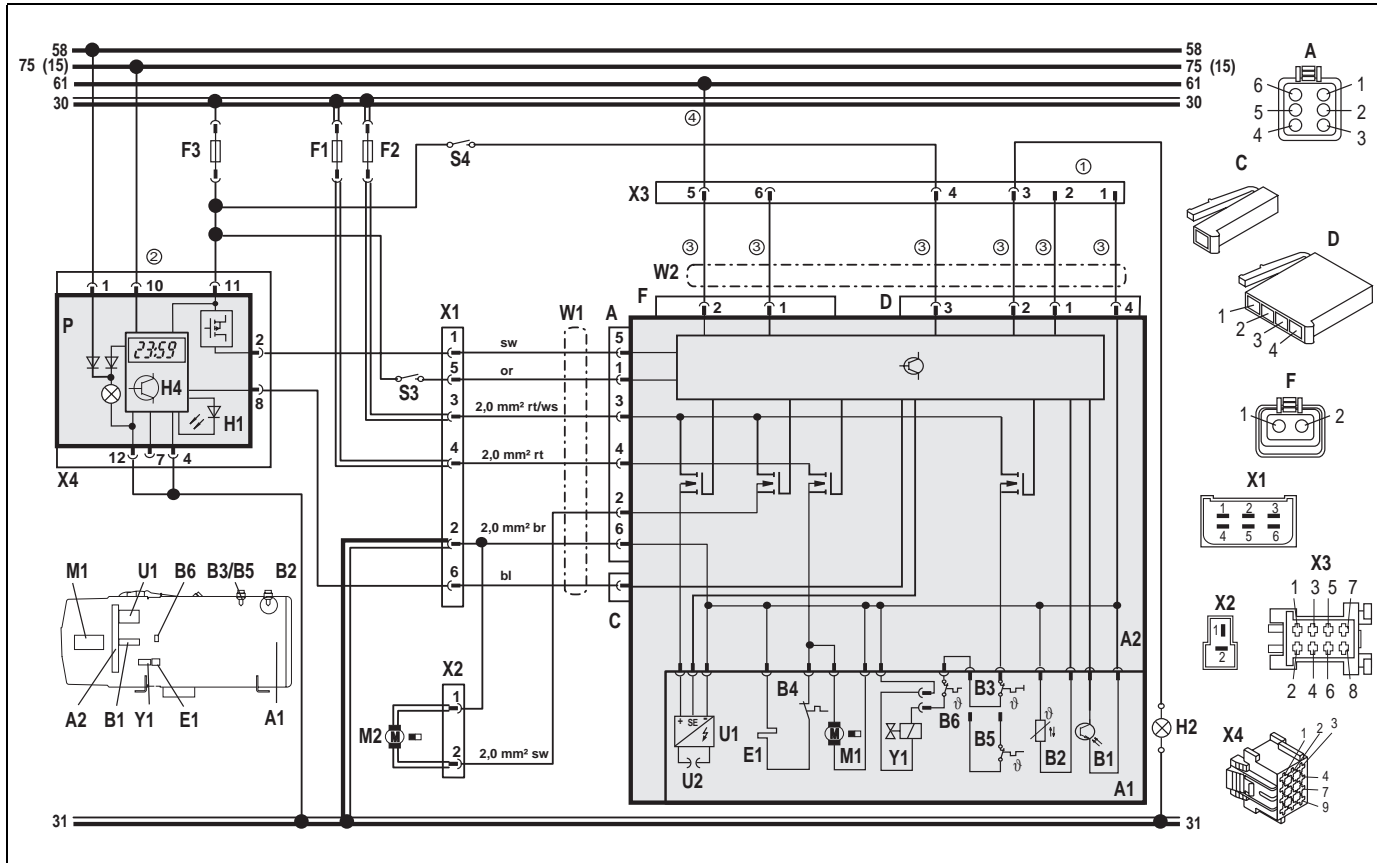 58 58
75 (15) 75 (15)
61 61
30 30
A
6 1
5 2
4 3
F3 F1 F2 S4
④
①
X3 5 6 4 3 2 1
C
② ③ ③ ③ ③ ③ ③
W2
D
1
2
3
4
1 10 11
X1 W1 A F 2 1 D 3 2 1 4
P
23:59
H4
H1
2
8
1 sw 5
5 or 1
S3
3 2,0 mm² rt/ws 3
4 2,0 mm² rt 4
2
2 2,0 mm² br 6
6 bl
C
12 7 4
X4
F
1 2
X1
1 2 3
4 5 6
M1 U1 B6 B3/B5 B2
A2 B1 Y1 E1 A1
X2
1
M M2
2 2,0 mm² sw
A2
B4 B3
+ SE -
U1
U2
E1
M
M1
Y1
B6
ϑ
B5
ϑ
ϑ
B2
B1
A1
ϑ
H2
X3
1 3 5 7
2 4 6 8
X2
1
2
X4
1 2 3
4
7
9
31 31